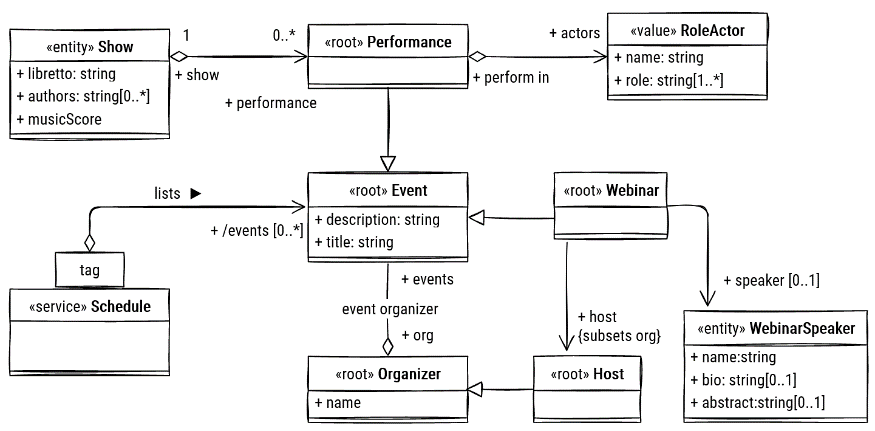 «entity» Show
+ libretto: string
+ authors: string[0..*]
+ musicScore
1
0..*
+ show
+ performance
«root» Performance
+ actors
+ perform in
«value» RoleActor
+ name: string
+ role: string[1..*]
lists ►
+ /events [0..*]
tag
«service» Schedule
«root» Event
+ description: string
+ title: string
+ events
event organizer
+ org
«root» Organizer
+ name
«root» Webinar
+ host
{subsets org}
«root» Host
+ speaker [0..1]
«entity» WebinarSpeaker
+ name:string
+ bio: string[0..1]
+ abstract:string[0..1]